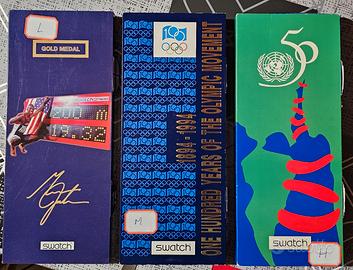 L
GOLD MEDAL
200 m
19.32
swatch
100
1894-1994
ONE HUNDRED YEARS OF THE OLYMPIC MOVEMENT
M
swatch
50
swatch
H